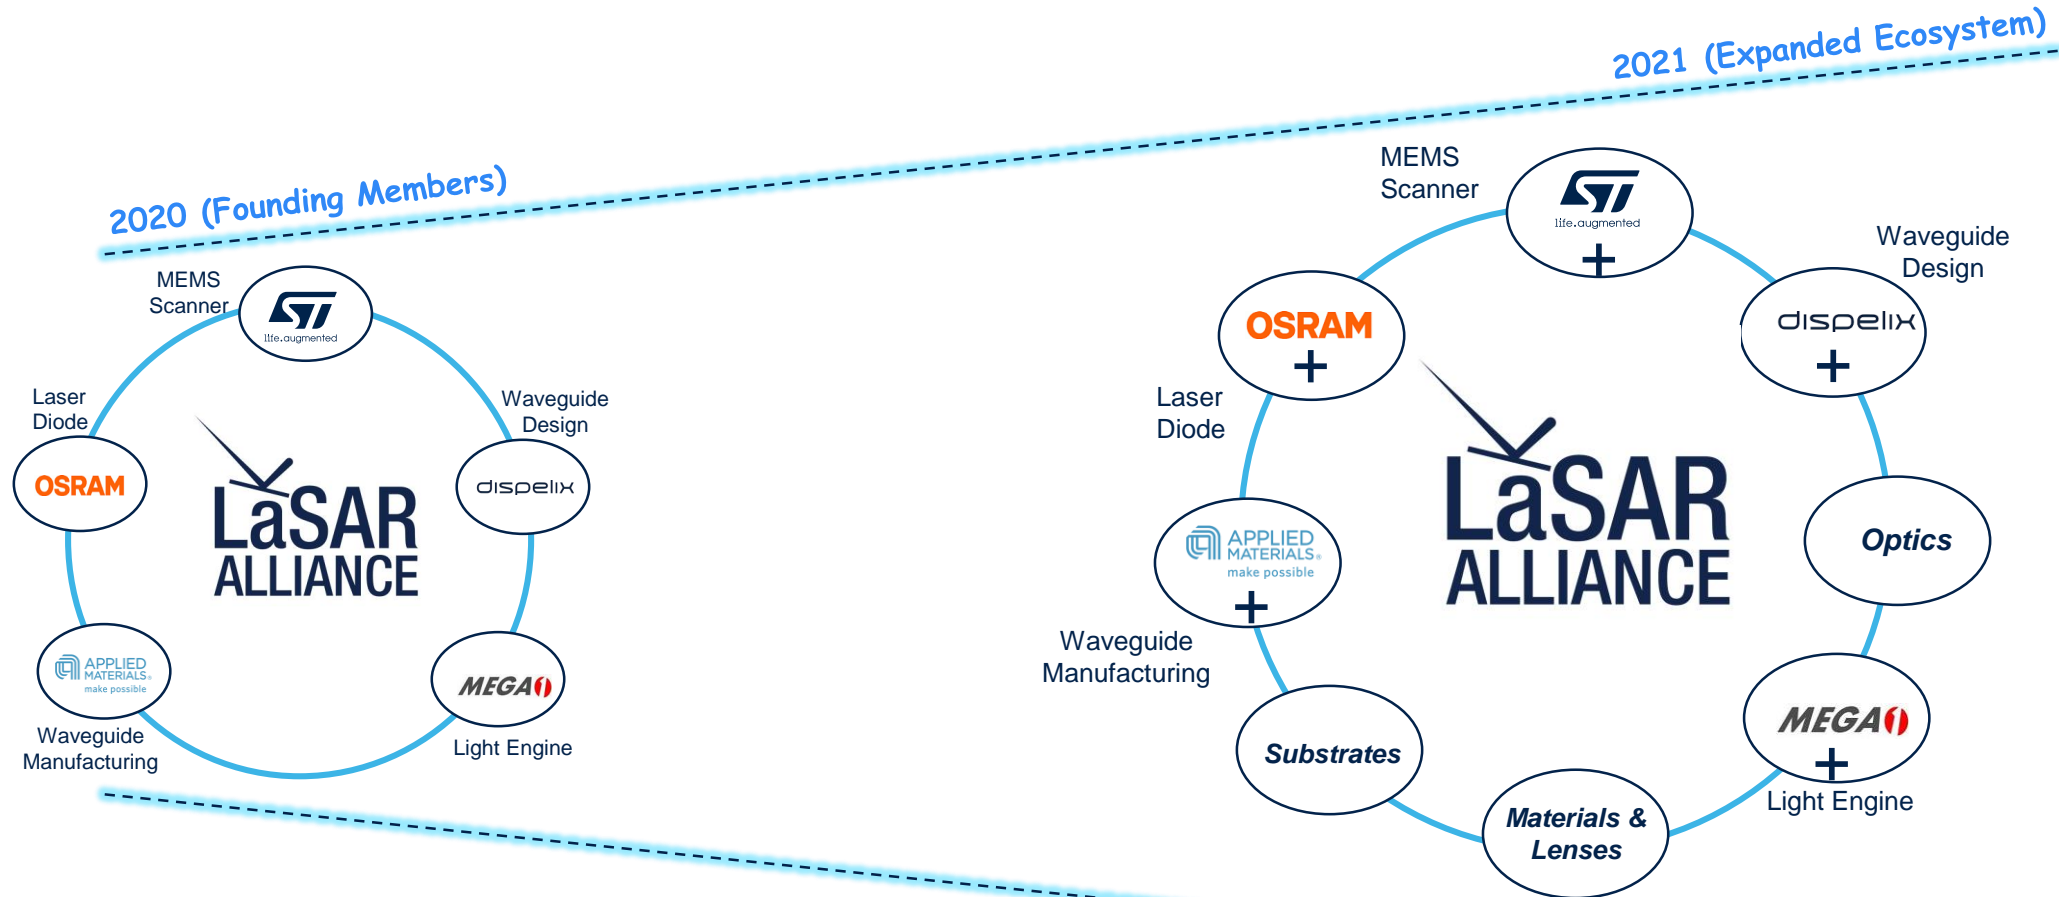 2021 (Expanded Ecosystem)
2020 (Founding Members)
MEMS
Scanner
ST
life.augmented
Laser
Diode
OSRAM
Waveguide
Design
dispelix
LaSAR
ALLIANCE
APPLIED
MATERIALS®
make possible
Waveguide
Manufacturing
MEGA1
Light Engine
MEMS
Scanner
ST
life.augmented
+
Waveguide
Design
dispelix
+
OSRAM
+
Laser
Diode
LaSAR
ALLIANCE
Optics
APPLIED
MATERIALS®
make possible
+
Waveguide
Manufacturing
MEGA1
+
Light Engine
Substrates
Materials &
Lenses